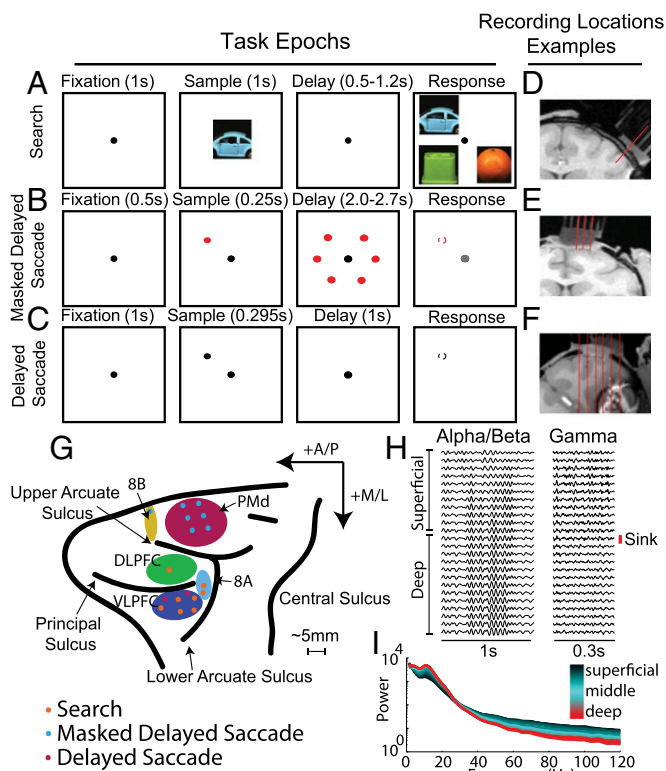 Task Epochs
Recording Locations
Examples
A
Fixation (1s)
Sample (1s)
Delay (0.5-1.2s)
Response
D
Search
B
Fixation (0.5s)
Sample (0.25s)
Delay (2.0-2.7s)
Response
E
Masked Delayed
Saccade
C
Fixation (1s)
Sample (0.295s)
Delay (1s)
Response
F
Delayed
Saccade
G
+A/P
+M/L
8B
PMd
Upper Arcuate
Sulcus
DLPFC
8A
VLPFC
Central Sulcus
Principal
Sulcus
~5mm
Lower Arcuate Sulcus
Search
Masked Delayed Saccade
Delayed Saccade
H
Alpha/Beta
Gamma
Superficial
Deep
Sink
1s
0.3s
I
10^4
Power
10^0
superficial
middle
deep
0
20
40
60
80
100
120